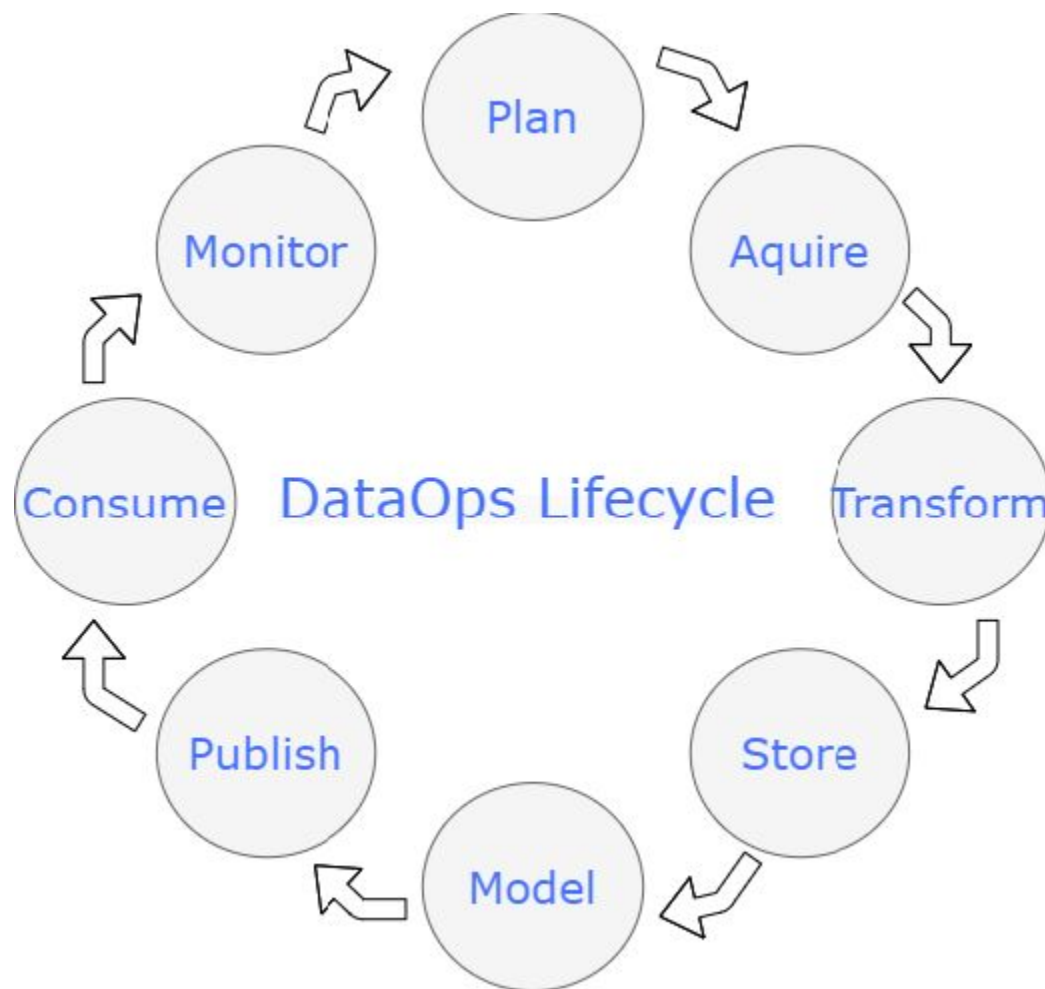 Plan
Aquire
Transform
Store
Model
Publish
Consume
Monitor
DataOps Lifecycle